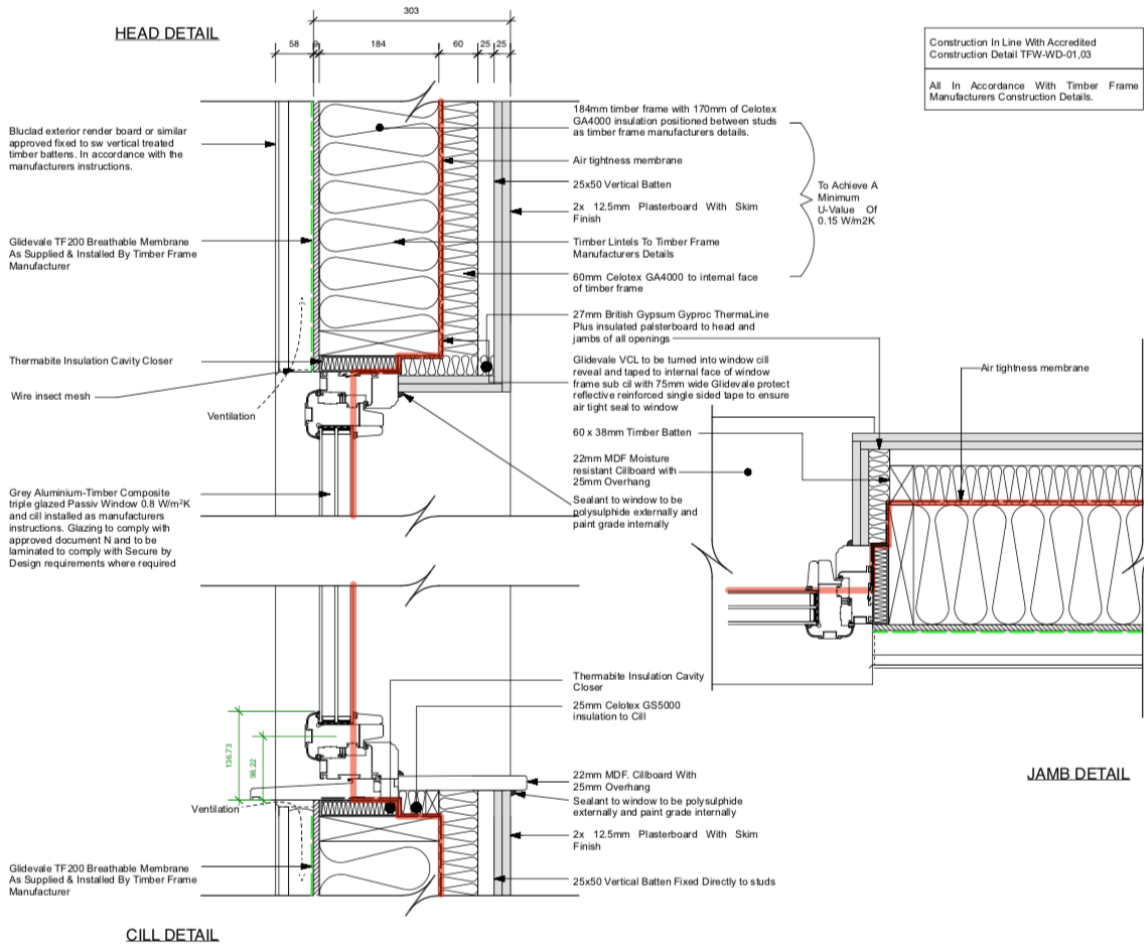 HEAD DETAIL
303
58
9
184
60
25
25
Construction In Line With Accredited
Construction Detail TFW-WD-01,03
All In Accordance With Timber Frame
Manufacturers Construction Details.
Bluclad exterior render board or similar
approved fixed to sw vertical treated
timber battens. In accordance with the
manufacturers instructions.
Glidevale TF200 Breathable Membrane
As Supplied & Installed By Timber Frame
Manufacturer
Thermabite Insulation Cavity Closer
Wire insect mesh
Ventilation
Grey Aluminium-Timber Composite
triple glazed Passiv Window 0.8 W/m²K
and cill installed as manufacturers
instructions. Glazing to comply with
approved document N and to be
laminated to comply with Secure by
Design requirements where required
184mm timber frame with 170mm of Celotex
GA4000 insulation positioned between studs
as timber frame manufacturers details.
Air tightness membrane
25x50 Vertical Batten
2x 12.5mm Plasterboard With Skim
Finish
Timber Lintels To Timber Frame
Manufacturers Details
60mm Celotex GA4000 to internal face
of timber frame
To Achieve A
Minimum
U-Value Of
0.15 W/m2K
27mm British Gypsum Gyproc ThermaLine
Plus insulated palsterboard to head and
jambs of all openings
Glidevale VCL to be turned into window cill
reveal and taped to internal face of window
frame sub cil with 75mm wide Glidevale protect
reflective reinforced single sided tape to ensure
air tight seal to window
60 x 38mm Timber Batten
22mm MDF Moisture
resistant Cillboard with
25mm Overhang
Sealant to window to be
polysulphide externally and
paint grade internally
Air tightness membrane
JAMB DETAIL
Thermabite Insulation Cavity
Closer
25mm Celotex GS5000
insulation to Cill
22mm MDF. Cillboard With
25mm Overhang
Sealant to window to be polysulphide
externally and paint grade internally
2x 12.5mm Plasterboard With Skim
Finish
25x50 Vertical Batten Fixed Directly to studs
136.73
98.22
Ventilation
Glidevale TF200 Breathable Membrane
As Supplied & Installed By Timber Frame
Manufacturer
CILL DETAIL